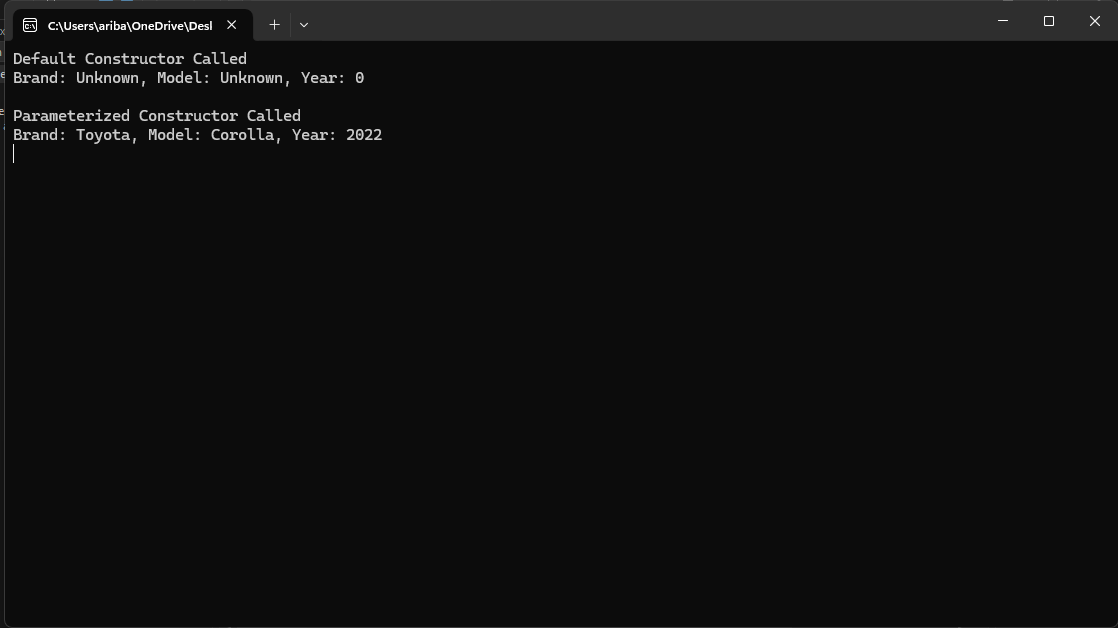 C:\Users\ariba\OneDrive\Desl
Default Constructor Called
Brand: Unknown, Model: Unknown, Year: 0
Parameterized Constructor Called
Brand: Toyota, Model: Corolla, Year: 2022